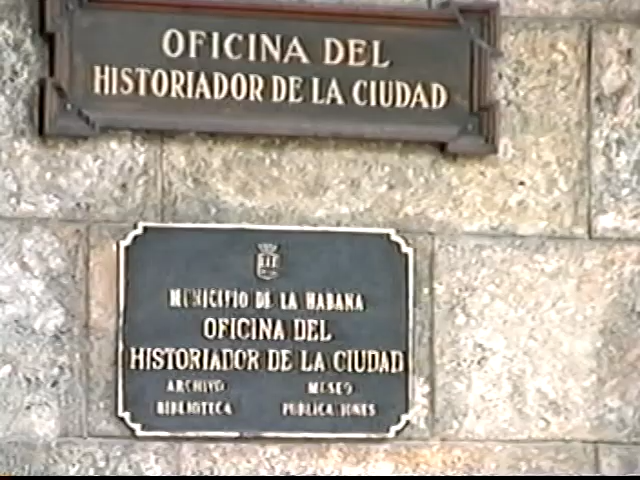 OFICINA DEL
HISTORIADOR DE LA CIUDAD
MUNICIPIO DE LA HABANA
OFICINA DEL
HISTORIADOR DE LA CIUDAD
ARCHIVO MUSEO
BIBLIOTECA PUBLICACIONES